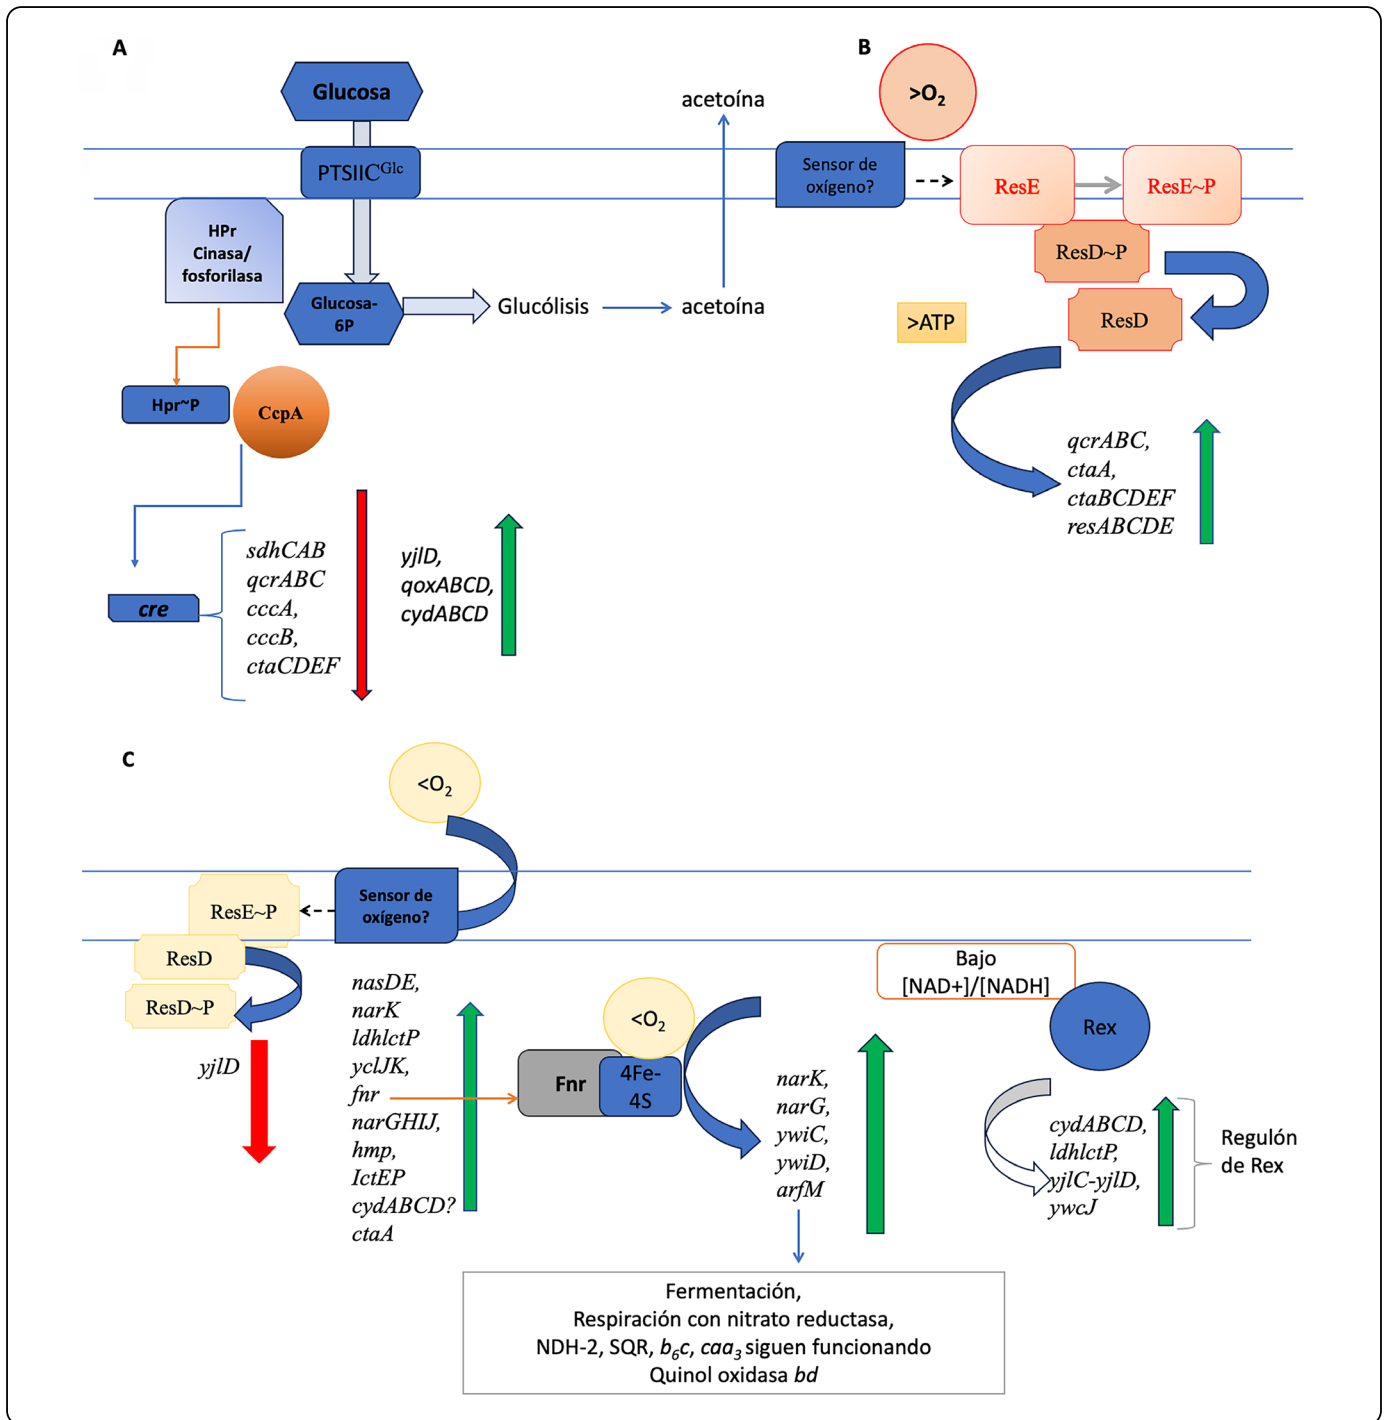 A
Glucosa
PTSIIC^Glc
HPr
Cinasa/
fosforilasa
Glucosa-
6P
Glucólisis
acetoína
acetoína
Hpr~P
CcpA
cre
sdhCAB
qcrABC
cccA,
cccB,
ctaCDEF
yjlD,
qoxABCD,
cydABCD
B
>O₂
Sensor de
oxígeno?
ResE
ResE~P
ResD~P
ResD
>ATP
qcrABC,
ctaA,
ctaBCDEF
resABCDE
C
<O₂
Sensor de
oxígeno?
ResE~P
ResD
ResD~P
yjlD
nasDE,
narK
ldhlctP
yclJK,
fnr
narGHIJ,
hmp,
IctEP
cydABCD?
ctaA
<O₂
Fnr
4Fe-
4S
narK,
narG,
ywiC,
ywiD,
arfM
Bajo
[NAD+]/[NADH]
Rex
cydABCD,
ldhlctP,
yjlC-yjlD,
ywcJ
Regulón
de Rex
Fermentación,
Respiración con nitrato reductasa,
NDH-2, SQR, b₆c, caa₃ siguen funcionando
Quinol oxidasa bd